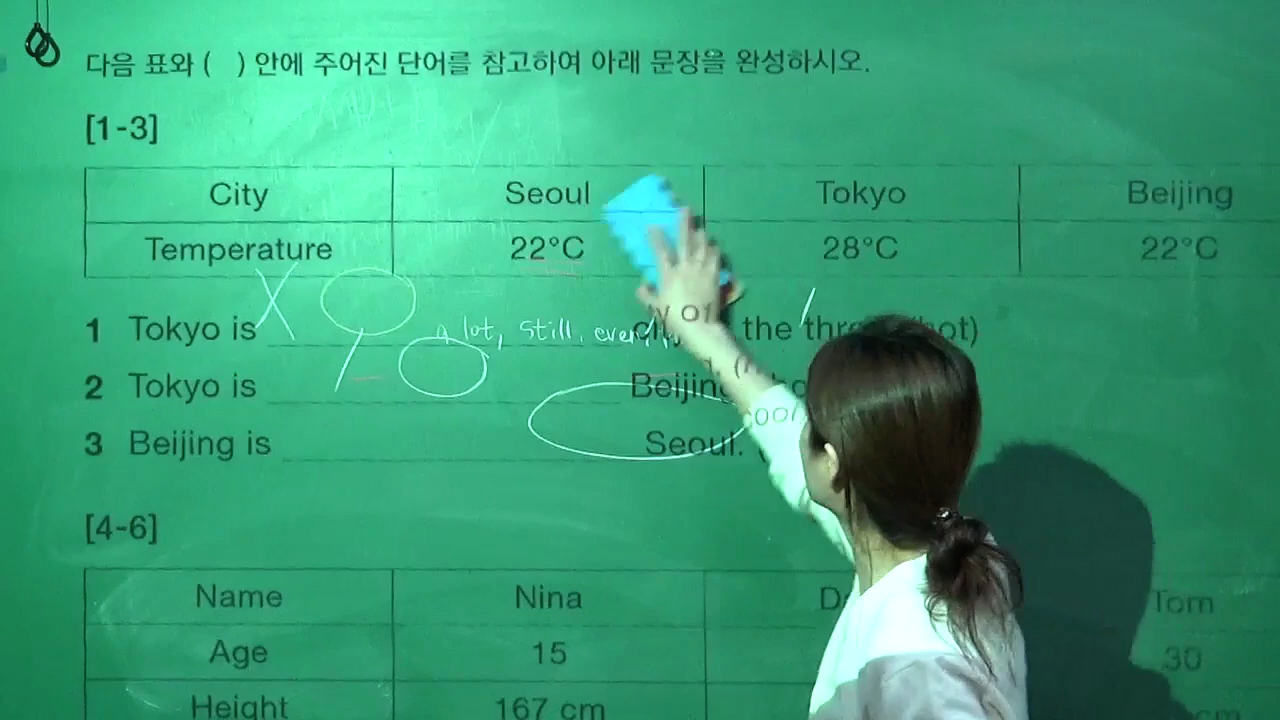 다음 표와 ( ) 안에 주어진 단어를 참고하여 아래 문장을 완성하시오.
[1-3]
City Seoul Tokyo Beijing
Temperature 22°C 28°C 22°C
1 Tokyo is the hot)
a lot, still, even
2 Tokyo is Beijing
3 Beijing is Seoul.
[4-6]
Name Nina Tom
Age 15 30
Height 167 cm cm